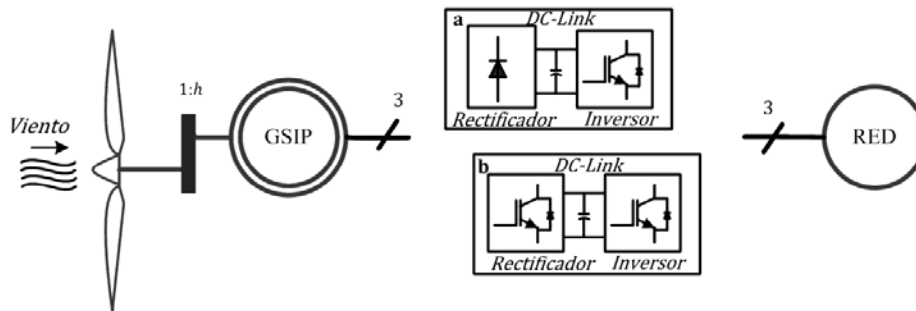 Viento
1:h
GSIP
3
a
DC-Link
Rectificador
Inversor
b
DC-Link
Rectificador
Inversor
3
RED